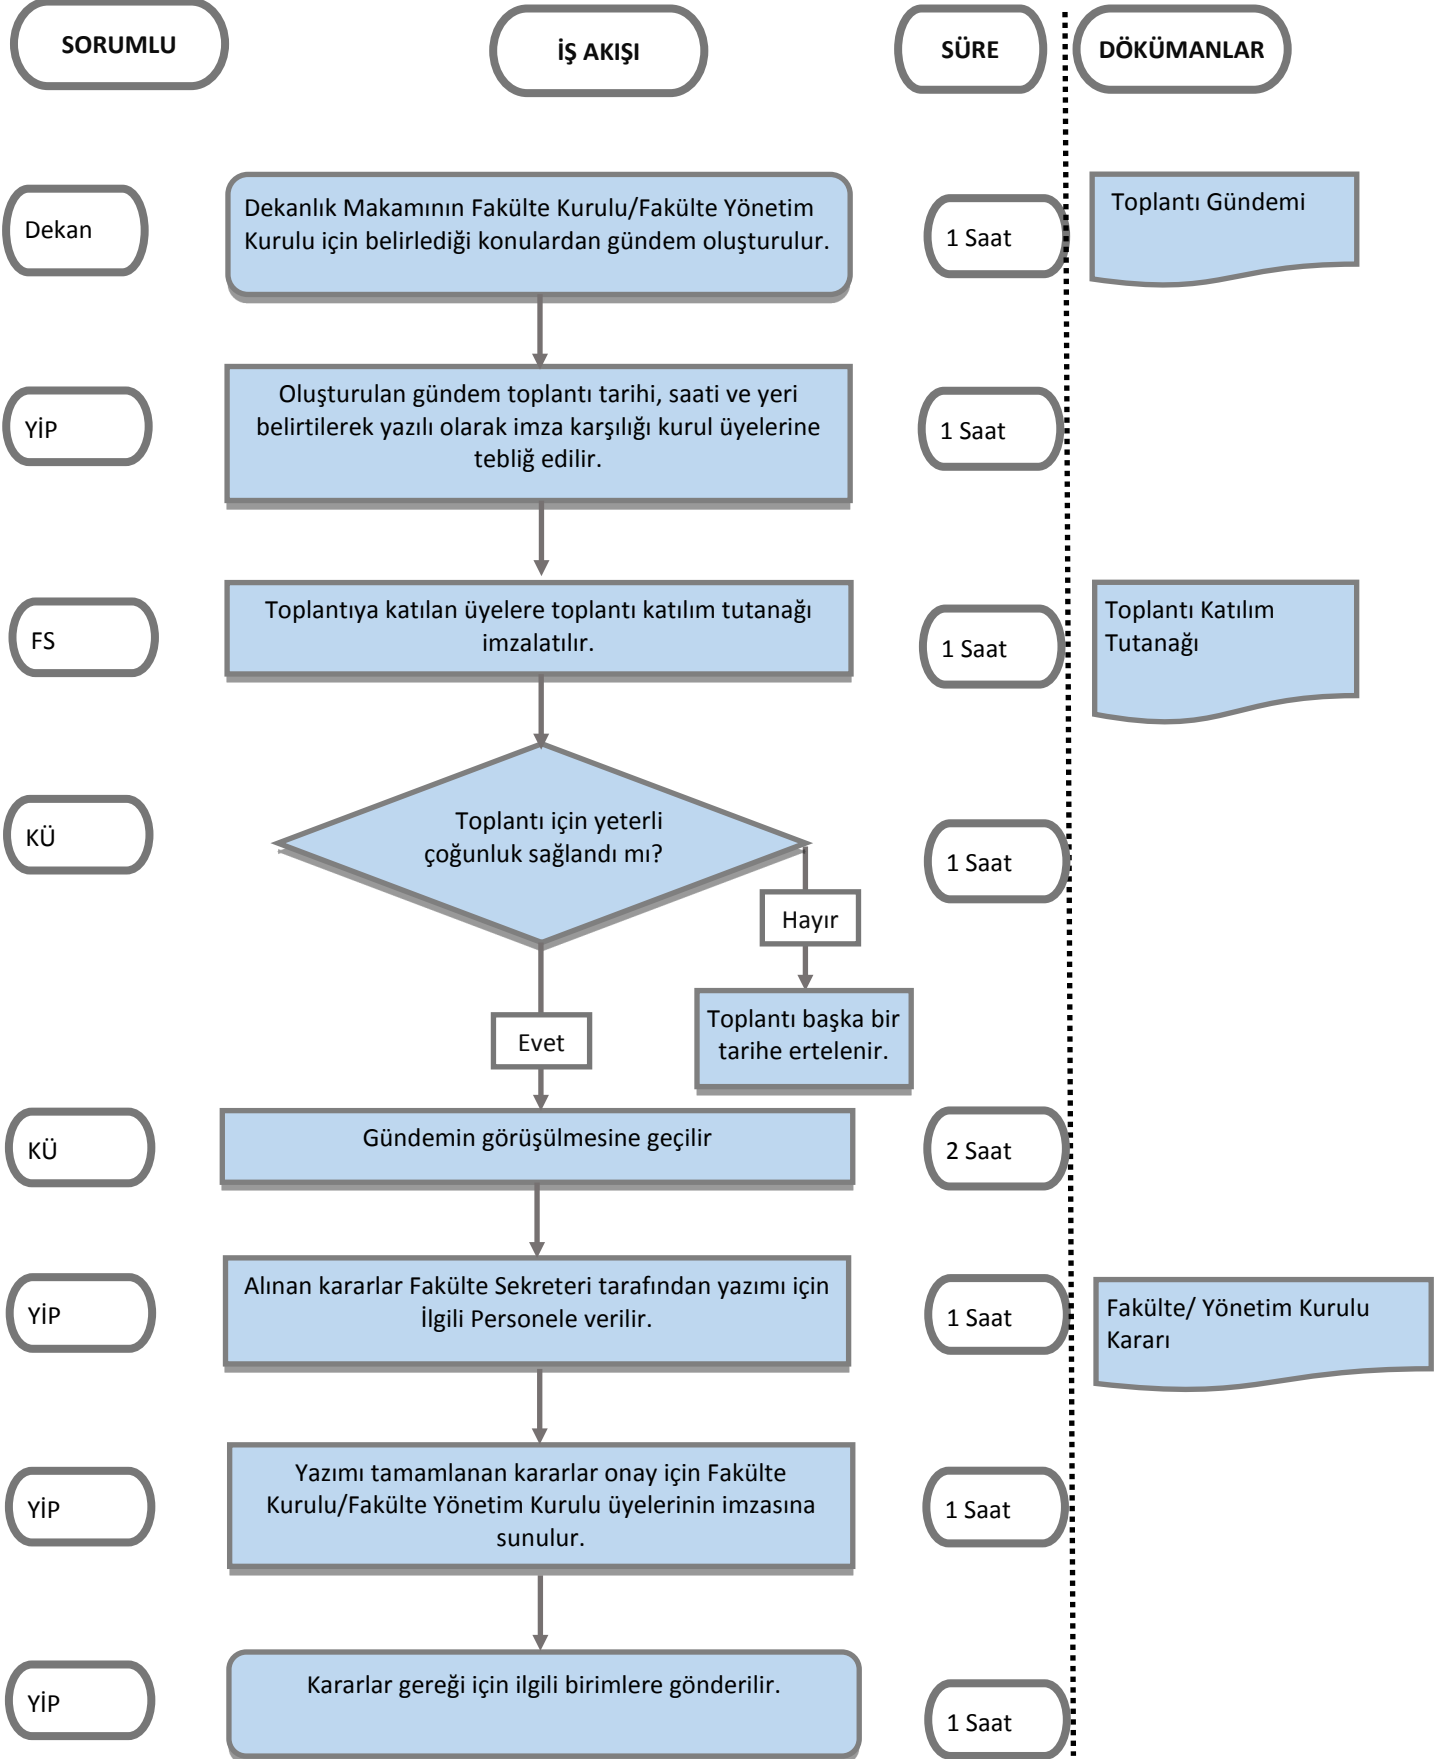 SORUMLU
İŞ AKIŞI
SÜRE
DÖKÜMANLAR
Dekan
Dekanlık Makamının Fakülte Kurulu/Fakülte Yönetim
Kurulu için belirlediği konulardan gündem oluşturulur.
1 Saat
Toplantı Gündemi
YİP
Oluşturulan gündem toplantı tarihi, saati ve yeri
belirtilerek yazılı olarak imza karşılığı kurul üyelerine
tebliğ edilir.
1 Saat
FS
Toplantıya katılan üyelere toplantı katılım tutanağı
imzalatılır.
1 Saat
Toplantı Katılım
Tutanağı
KÜ
Toplantı için yeterli
çoğunluk sağlandı mı?
1 Saat
Hayır
Toplantı başka bir
tarihe ertelenir.
Evet
KÜ
Gündemin görüşülmesine geçilir
2 Saat
YİP
Alınan kararlar Fakülte Sekreteri tarafından yazımı için
İlgili Personele verilir.
1 Saat
Fakülte/ Yönetim Kurulu
Kararı
YİP
Yazımı tamamlanan kararlar onay için Fakülte
Kurulu/Fakülte Yönetim Kurulu üyelerinin imzasına
sunulur.
1 Saat
YİP
Kararlar gereği için ilgili birimlere gönderilir.
1 Saat